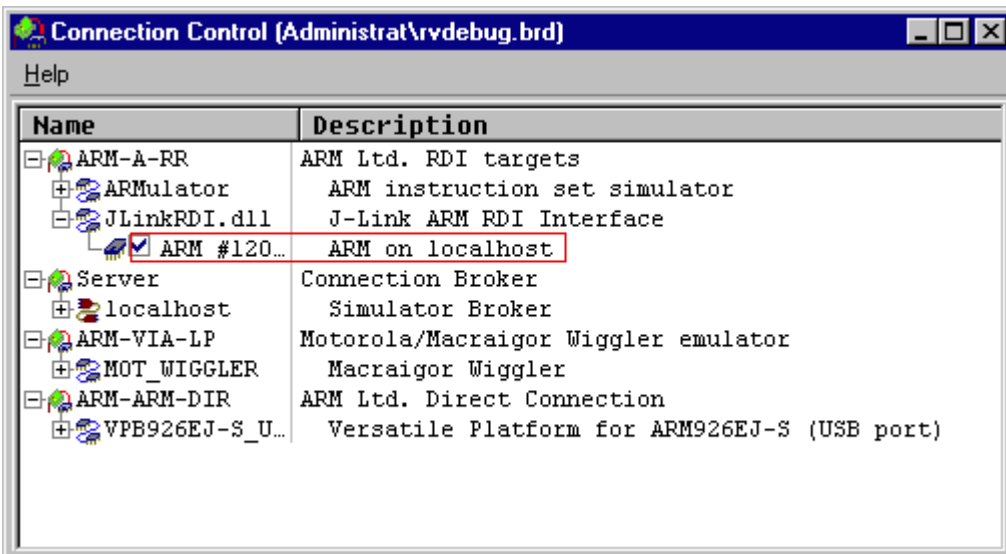 Connection Control (Administrat\rvdebug.brd)
Help
Name Description
ARM-A-RR ARM Ltd. RDI targets
ARMulator ARM instruction set simulator
JLinkRDI.dll J-Link ARM RDI Interface
ARM #120… ARM on localhost
Server Connection Broker
localhost Simulator Broker
ARM-VIA-LP Motorola/Macraigor Wiggler emulator
MOT_WIGGLER Macraigor Wiggler
ARM-ARM-DIR ARM Ltd. Direct Connection
VPB926EJ-S_U… Versatile Platform for ARM926EJ-S (USB port)